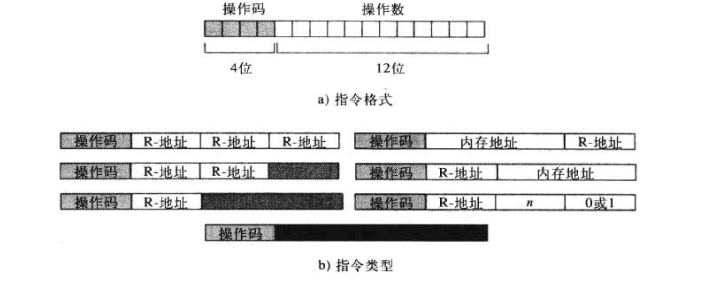 操作码 操作数
4位 12位
a) 指令格式
操作码 R-地址 R-地址 R-地址 操作码 内存地址 R-地址
操作码 R-地址 R-地址 操作码 R-地址 内存地址
操作码 R-地址 操作码 R-地址 n 0或1
操作码
b) 指令类型